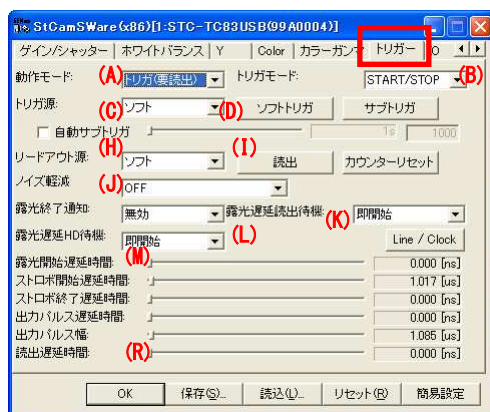 StCamSWare(x86)[1:STC-TC83USB(99A0004)]
ゲイン/シャッター ホワイトバランス Y Color カラーガンマ トリガー IO
動作モード: (A) トリガ(要読出) トリガモード: START/STOP (B)
トリガ源: (C) ソフト (D) ソフトトリガ サブトリガ
自動サブトリガ 1s 1000
リードアウト源: (H) ソフト (I) 読出 カウンターリセット
ノイズ軽減 (J) OFF
露光終了通知: 無効 露光遅延読出待機: (K) 即開始
露光遅延HD待機: 即開始 (L) Line / Clock
露光開始遅延時間: (M) 0.000 [ns]
ストロボ開始遅延時間: 1.017 [us]
ストロボ終了遅延時間: 0.000 [ns]
出力パルス遅延時間: 0.000 [ns]
出力パルス幅: 1.085 [us]
読出遅延時間: (R) 0.000 [ns]
OK 保存(S)... 読込(L)... リセット(R) 簡易設定